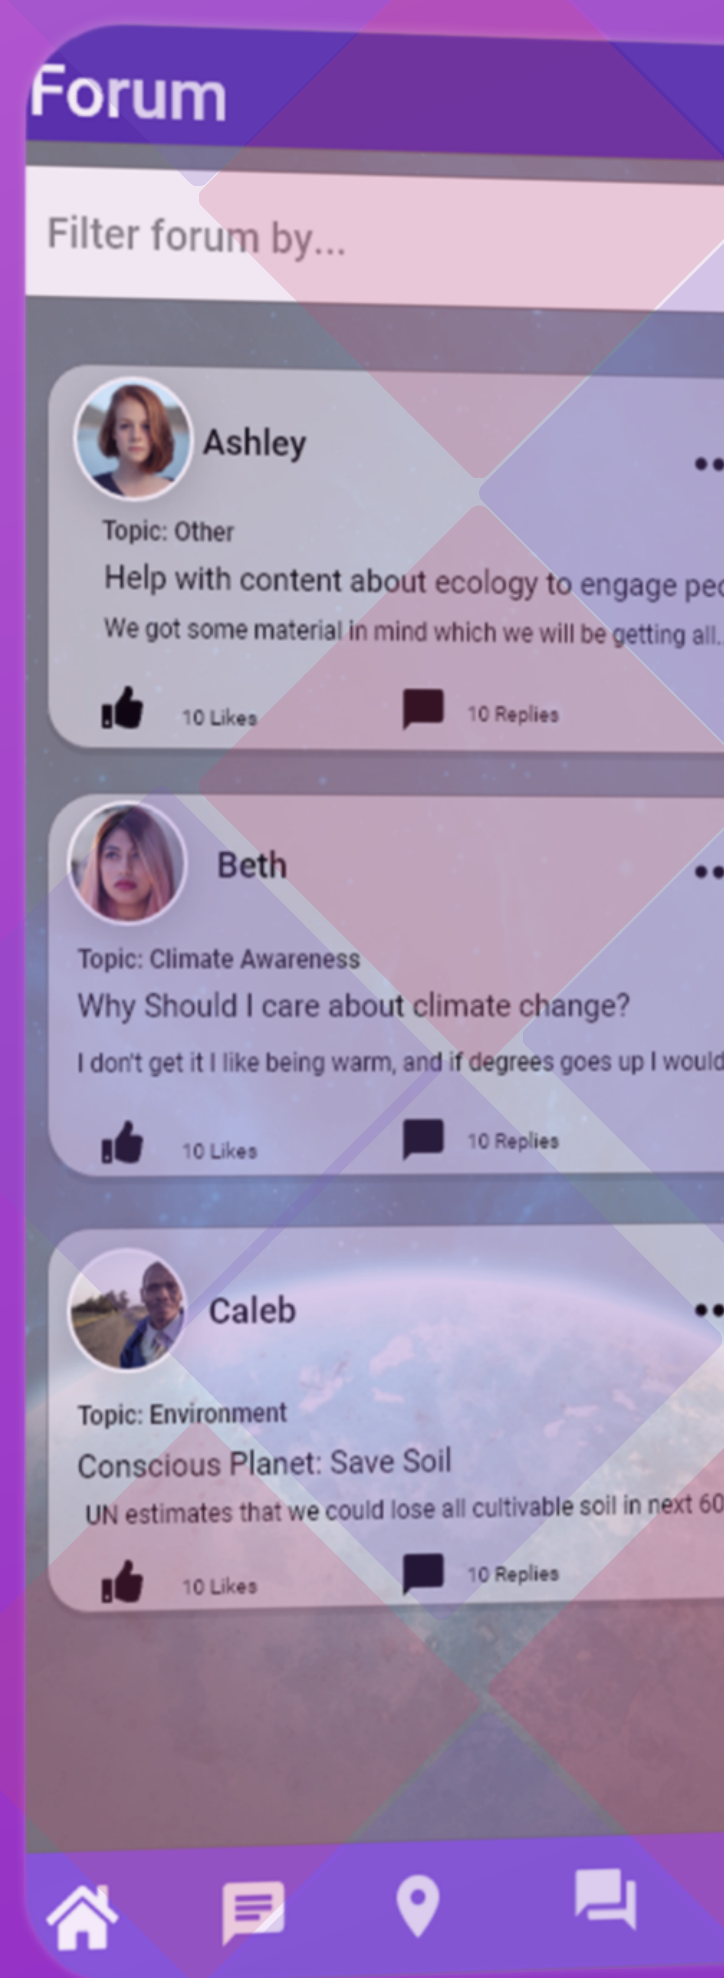 Forum
Filter forum by...
Ashley
Topic: Other
Help with content about ecology to engage
We got some material in mind which we will be getting all..
10 Likes
10 Replies
Beth
Topic: Climate Awareness
Why Should I care about climate change?
I don't get it I like being warm, and if degrees goes up I would
10 Likes
10 Replies
Caleb
Topic: Environment
Conscious Planet: Save Soil
UN estimates that we could lose all cultivable soil in next 60
10 Likes
10 Replies